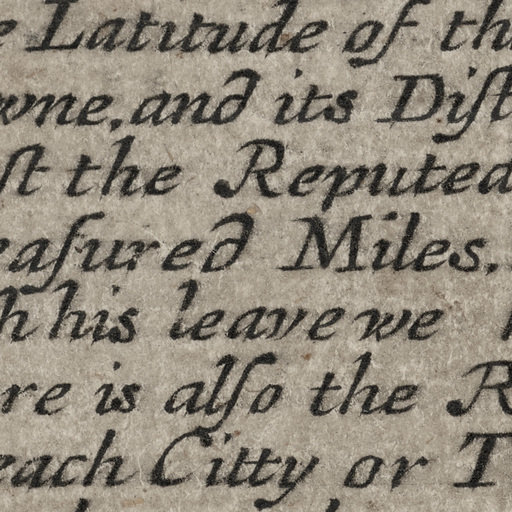 e Latitude of th
wne, and its Diſt
ſt the Reputed
eaſured Miles,
h his leave we
re is alſo the R
each Citty or T